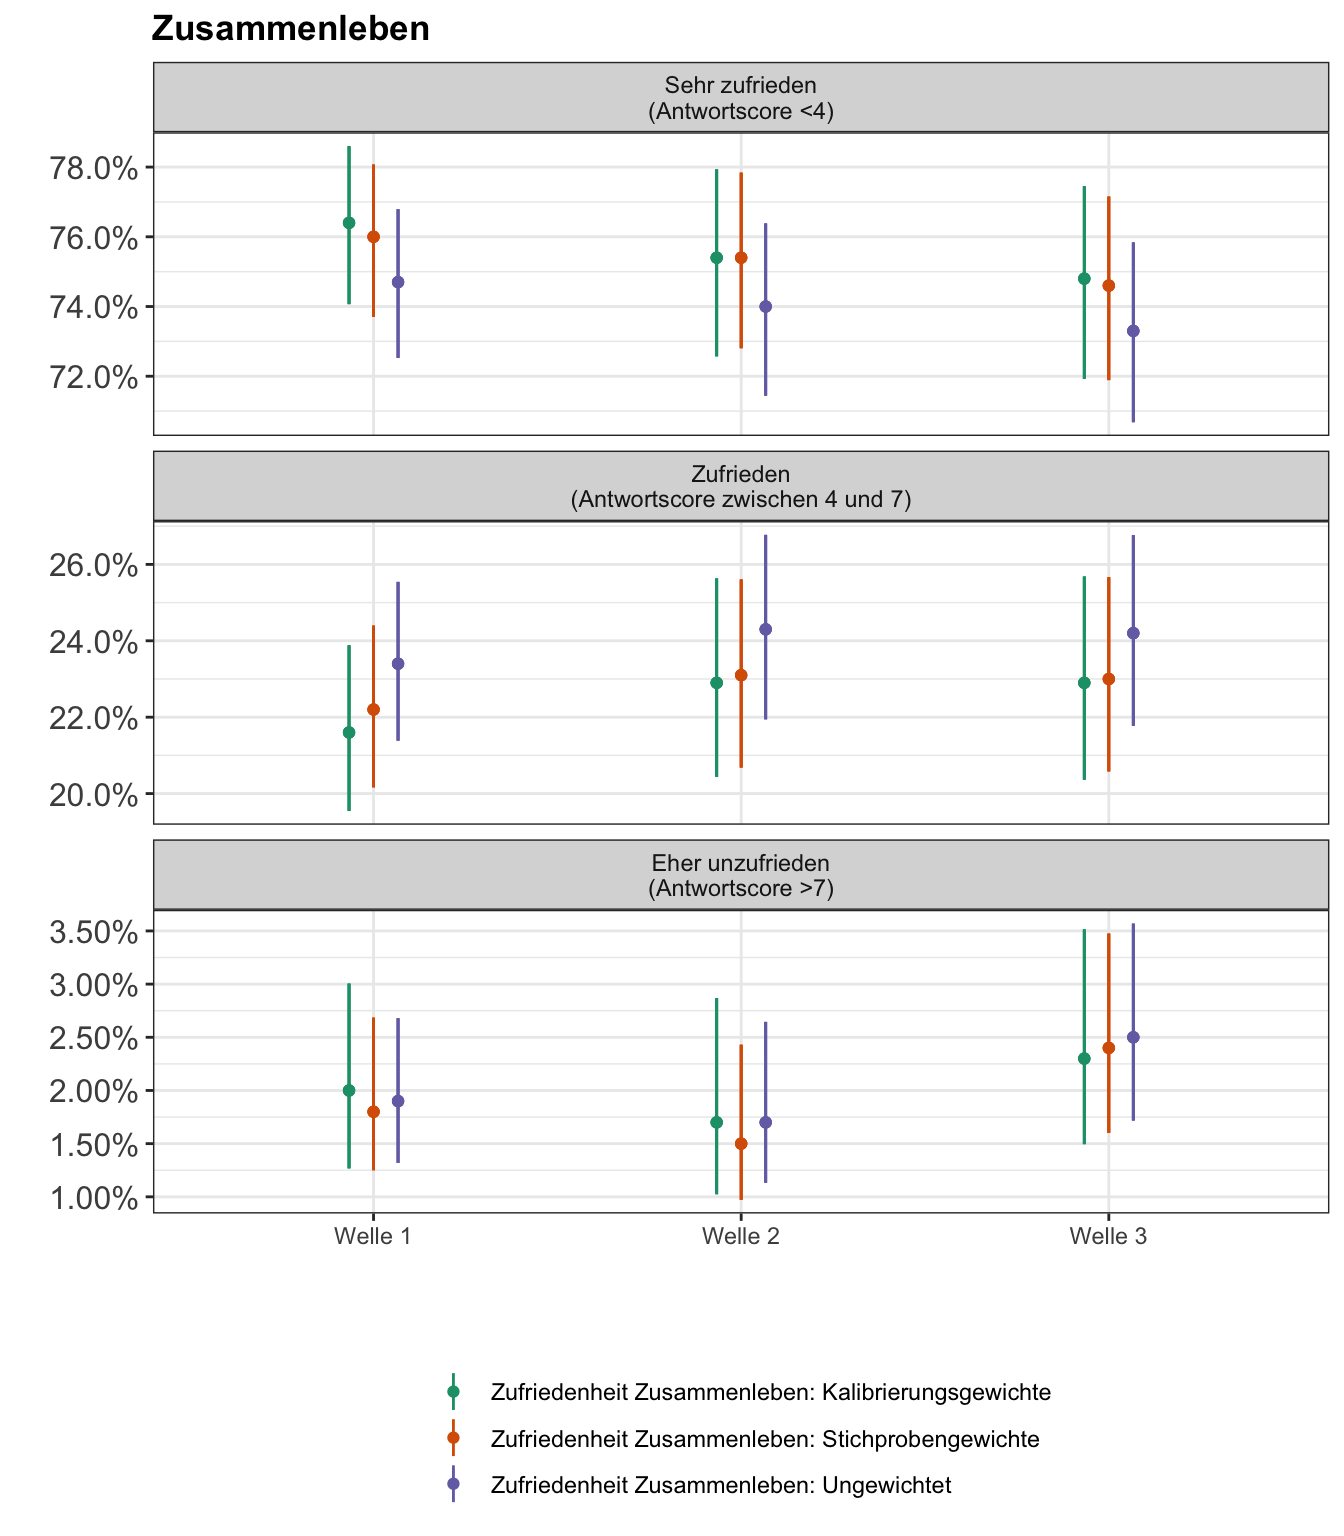 Zusammenleben
Sehr zufrieden
(Antwortscore <4)
78.0%
76.0%
74.0%
72.0%
Zufrieden
(Antwortscore zwischen 4 und 7)
26.0%
24.0%
22.0%
20.0%
Eher unzufrieden
(Antwortscore >7)
3.50%
3.00%
2.50%
2.00%
1.50%
1.00%
Welle 1 Welle 2 Welle 3
Zufriedenheit Zusammenleben: Kalibrierungsgewichte
Zufriedenheit Zusammenleben: Stichprobengewichte
Zufriedenheit Zusammenleben: Ungewichtet